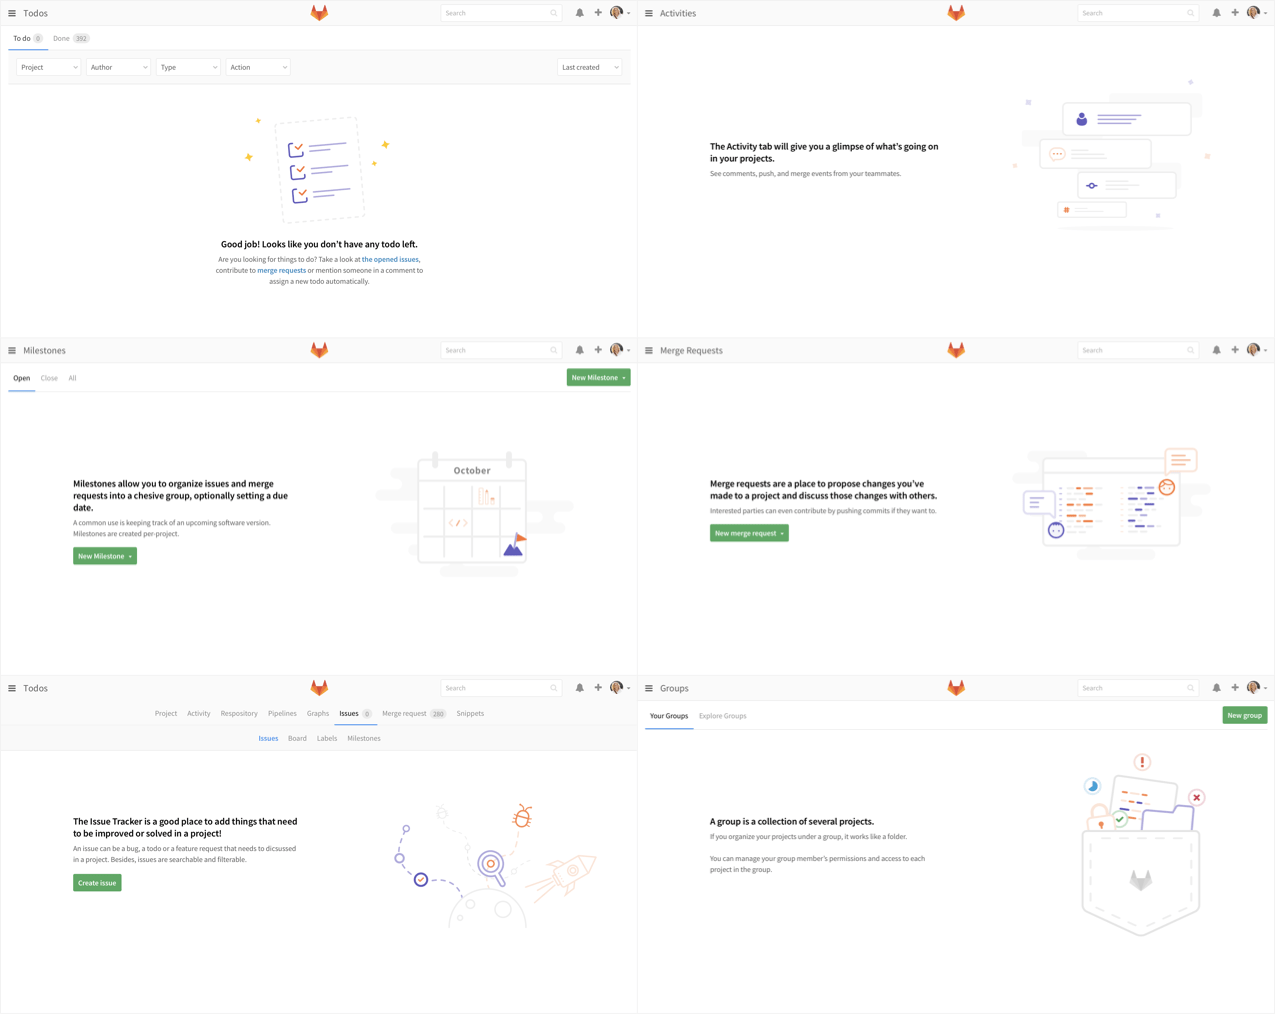 Todos
Search
To do 0 Done 392
Project Author Type Action Last created
Good job! Looks like you don't have any todo left.
Are you looking for things to do? Take a look at the opened issues,
contribute to merge requests or mention someone in a comment to
assign a new todo automatically.
Activities
Search
The Activity tab will give you a glimpse of what's going on
in your projects.
See comments, push, and merge events from your teammates.
#
Milestones
Search
Open Close All
New Milestone
Milestones allow you to organize issues and merge
requests into a chesive group, optionally setting a due
date.
A common use is keeping track of an upcoming software version.
Milestones are created per-project.
New Milestone
October
</>
Merge Requests
Search
Merge requests are a place to propose changes you've
made to a project and discuss those changes with others.
Interested parties can even contribute by pushing commits if they want to.
New merge request
Todos
Search
Project Activity Respository Pipelines Graphs Issues 0 Merge request 280 Snippets
Issues Board Labels Milestones
The Issue Tracker is a good place to add things that need
to be improved or solved in a project!
An issue can be a bug, a todo or a feature request that needs to dicsussed
in a project. Besides, issues are searchable and filterable.
Create issue
Groups
Search
Your Groups Explore Groups
New group
A group is a collection of several projects.
If you organize your projects under a group, it works like a folder.
You can manage your group member's permissions and access to each
project in the group.
!